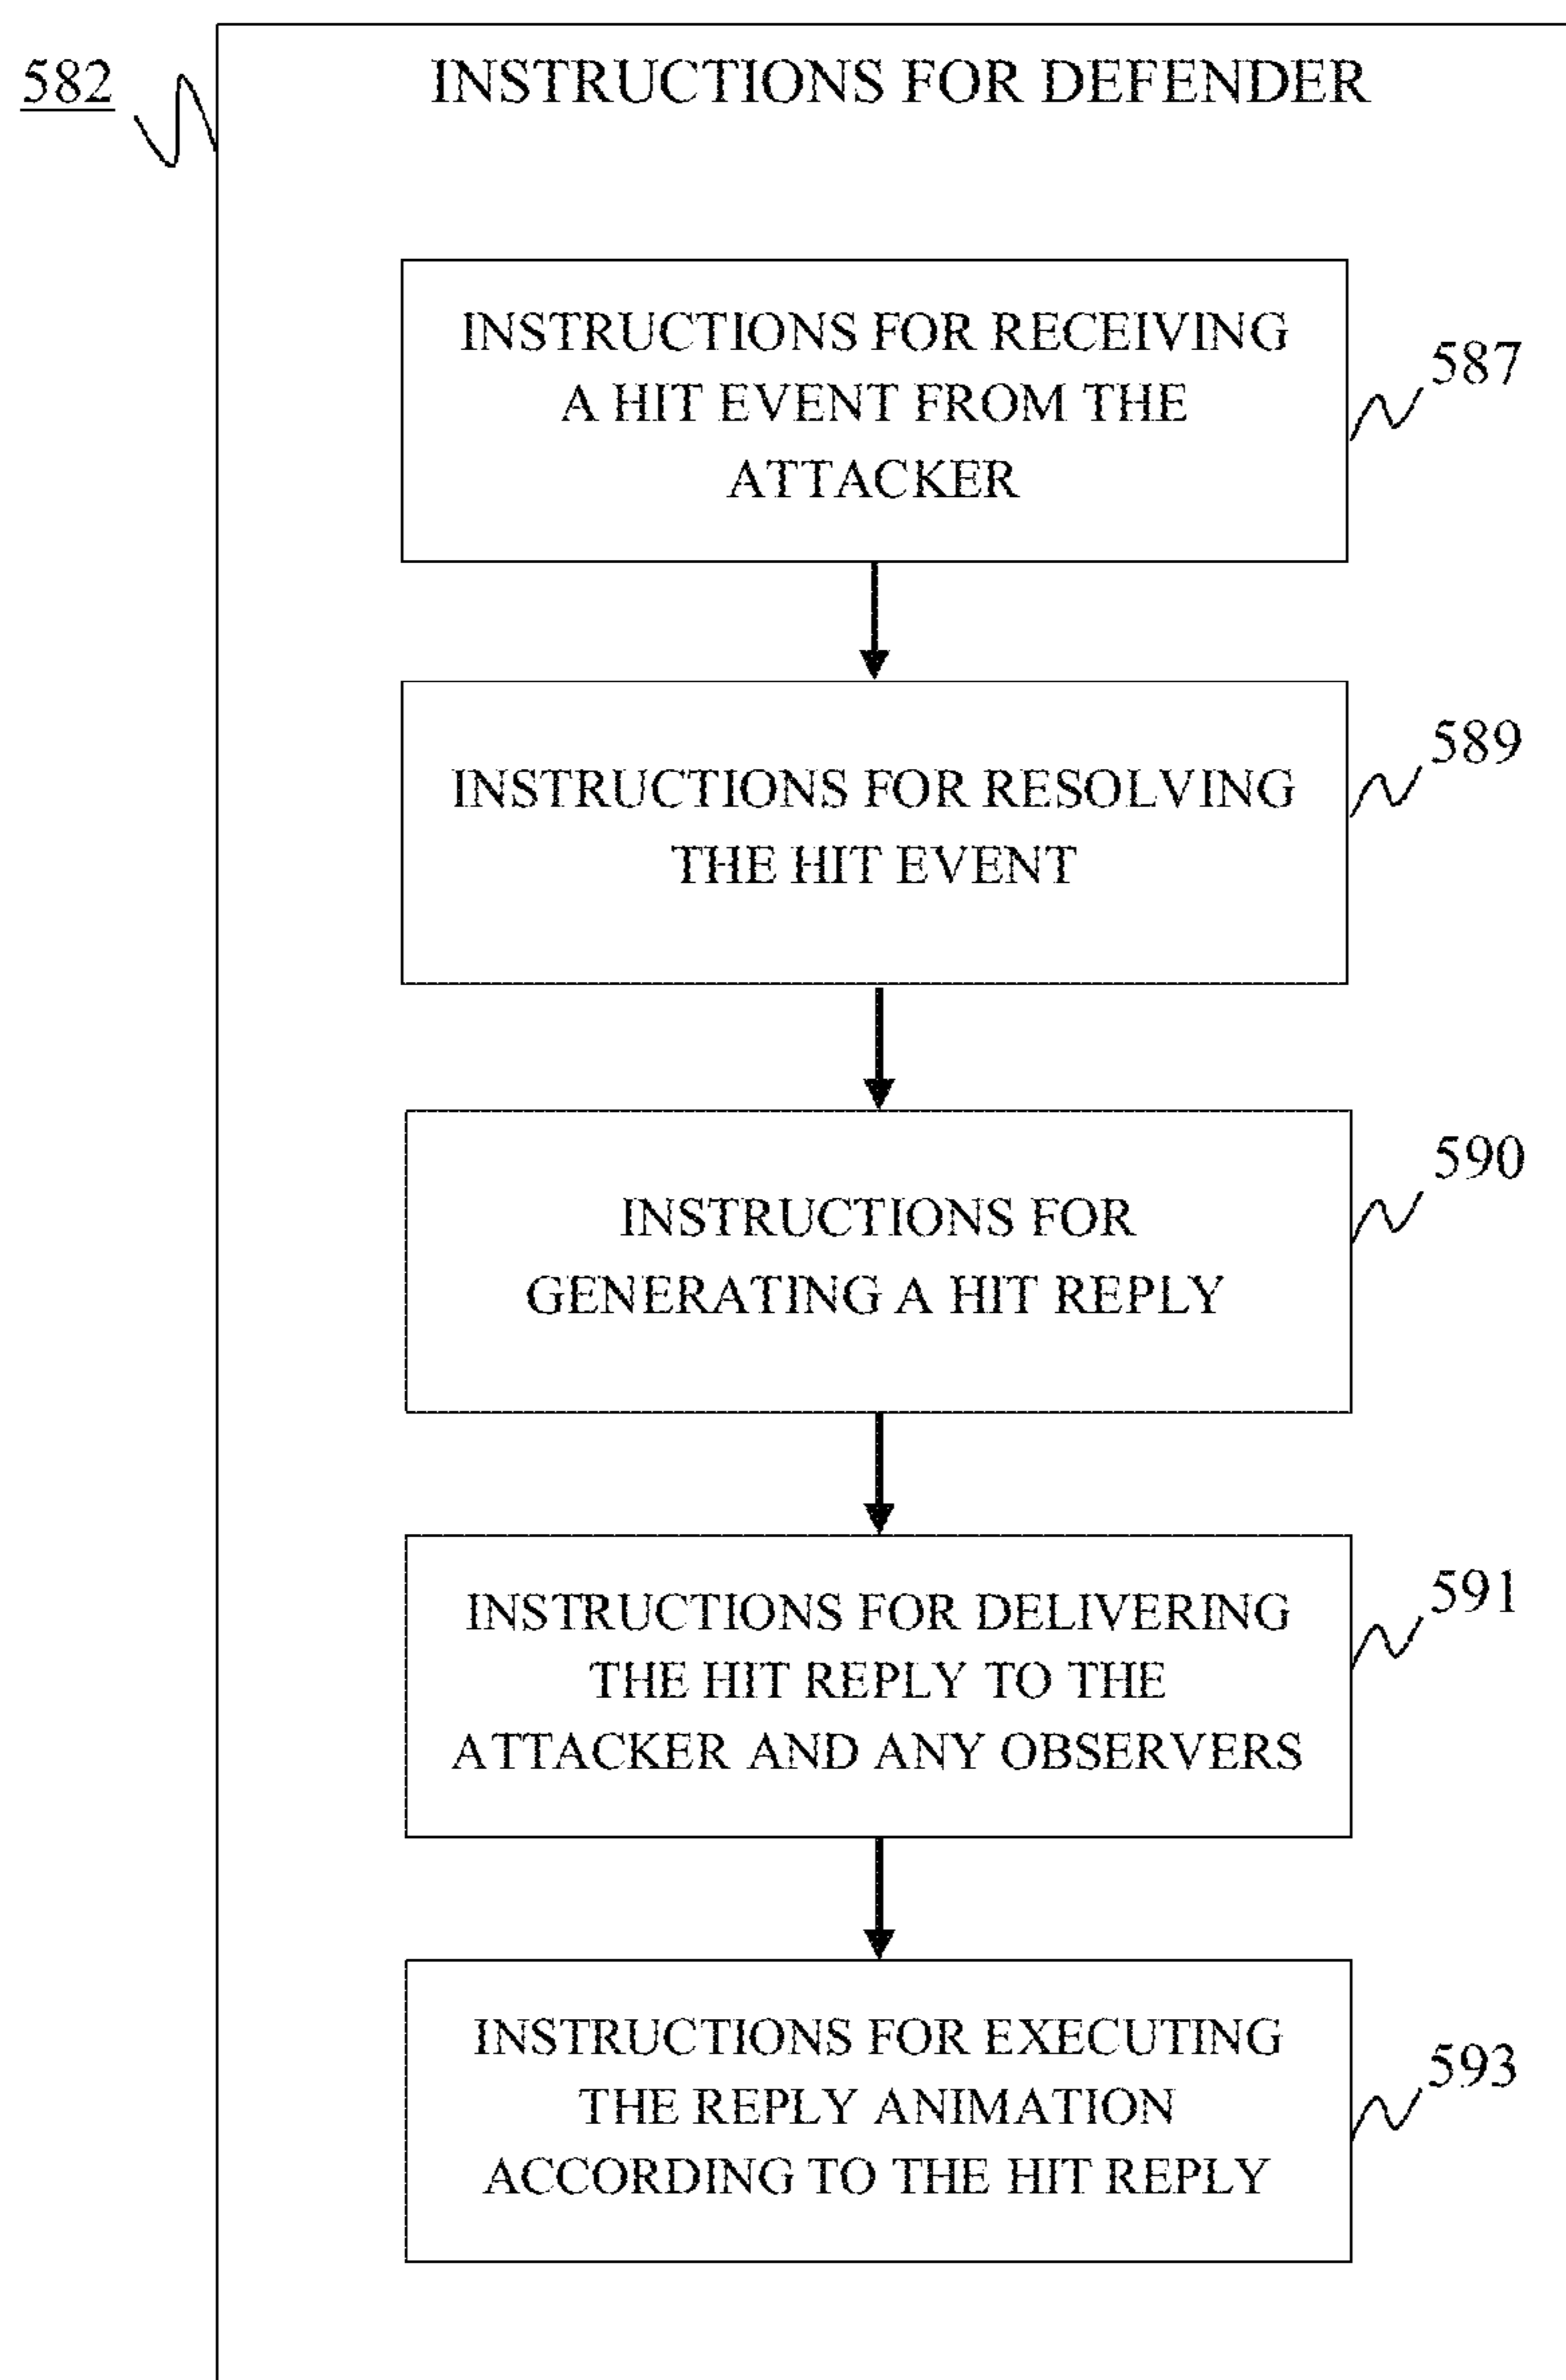 582
INSTRUCTIONS FOR DEFENDER
INSTRUCTIONS FOR RECEIVING
A HIT EVENT FROM THE
ATTACKER
587
INSTRUCTIONS FOR RESOLVING
THE HIT EVENT
589
INSTRUCTIONS FOR
GENERATING A HIT REPLY
590
INSTRUCTIONS FOR DELIVERING
THE HIT REPLY TO THE
ATTACKER AND ANY OBSERVERS
591
INSTRUCTIONS FOR EXECUTING
THE REPLY ANIMATION
ACCORDING TO THE HIT REPLY
593